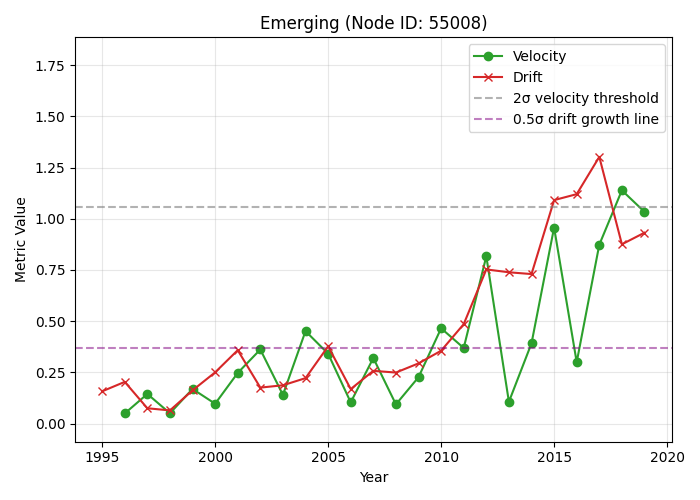 Emerging (Node ID: 55008)
Velocity
Drift
2σ velocity threshold
0.5σ drift growth line
Metric Value
1.75
1.50
1.25
1.00
0.75
0.50
0.25
0.00
1995
2000
2005
2010
2015
2020
Year